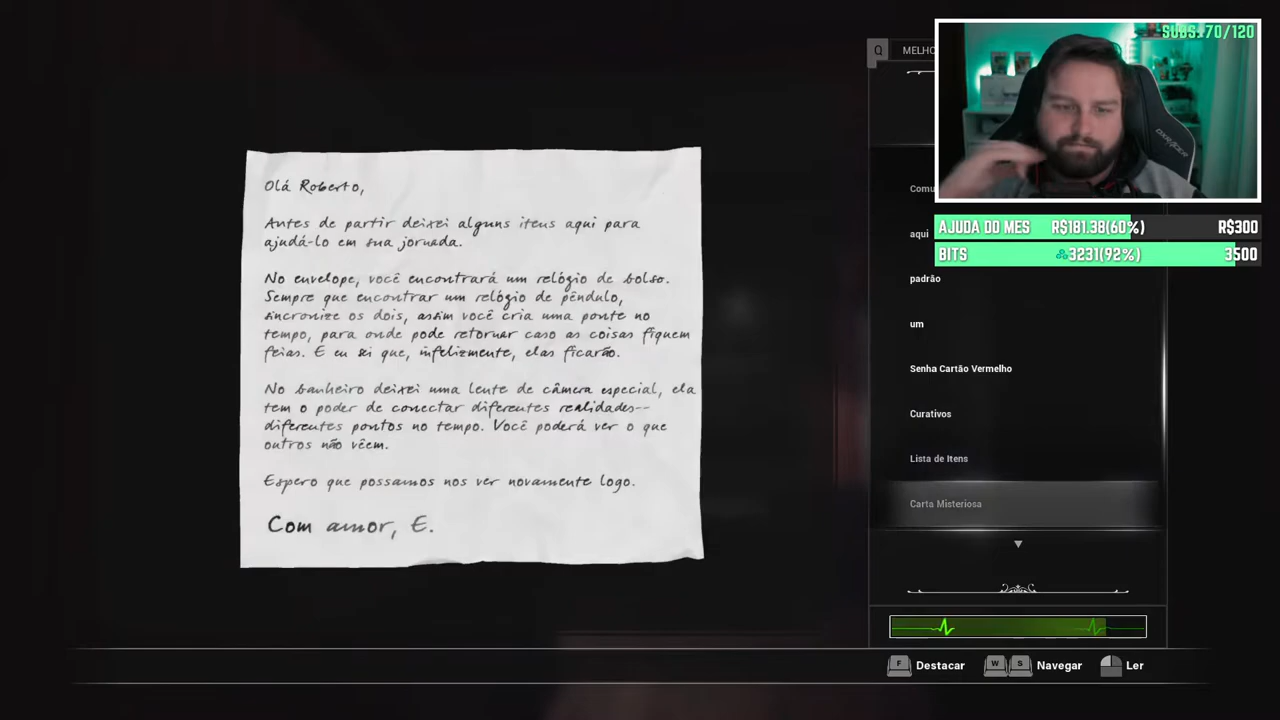 SUBS: 70/120
Q MELHO
Olá Roberto,
Antes de partir deixei alguns itens aqui para
ajudá-lo em sua jornada.
No envelope, você encontrará um relógio de bolso.
Sempre que encontrar um relógio de pêndulo,
sincronize os dois, assim você cria uma ponte no
tempo, para onde pode retornar caso as coisas fiquem
feias. E eu sei que, infelizmente, elas ficarão.
No banheiro deixei uma lente de câmera especial, ela
tem o poder de conectar diferentes realidades--
diferentes pontos no tempo. Você poderá ver o que
outros não vêem.
Espero que possamos nos ver novamente logo.
Com amor, E.
AJUDA DO MES R$181.38(60%) R$300
BITS 3231(92%) 3500
Comu
aqui
padrão
um
Senha Cartão Vermelho
Curativos
Lista de Itens
Carta Misteriosa
F Destacar W S Navegar Ler